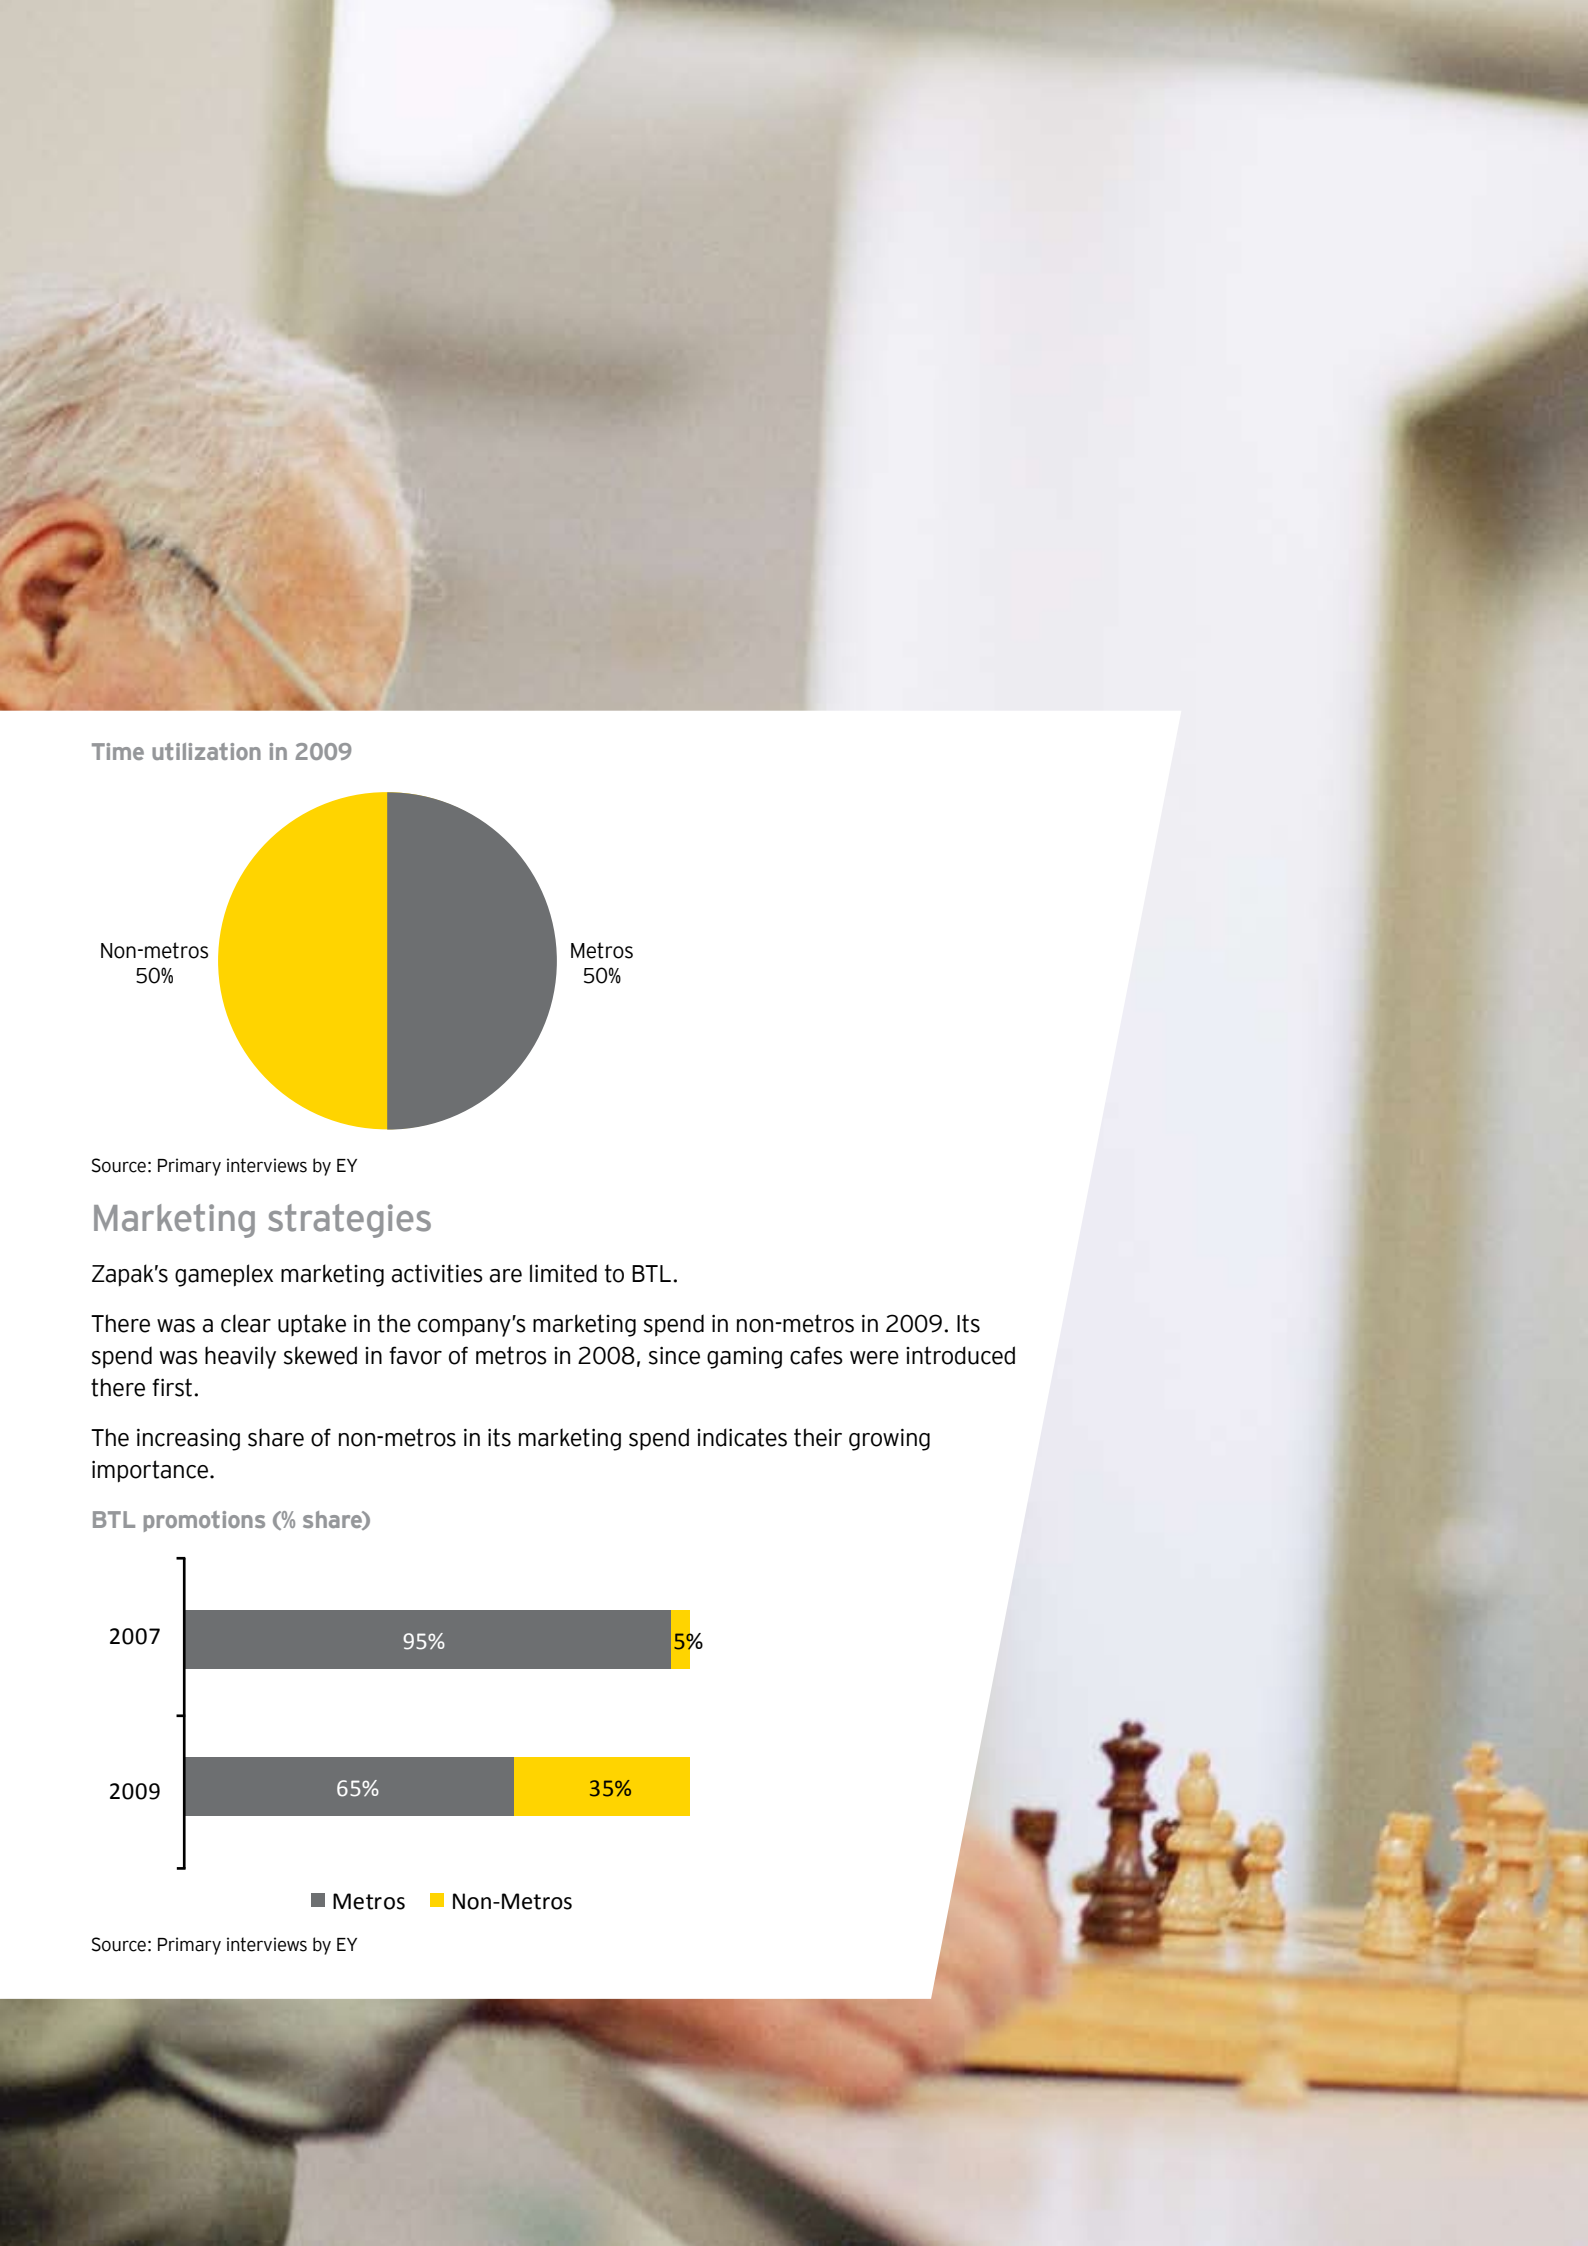 Time utilization in 2009
Non-metros
50%
Metros
50%
Source: Primary interviews by EY
Marketing strategies
Zapak’s gameplex marketing activities are limited to BTL.
There was a clear uptake in the company’s marketing spend in non-metros in 2009. Its
spend was heavily skewed in favor of metros in 2008, since gaming cafes were introduced
there first.
The increasing share of non-metros in its marketing spend indicates their growing
importance.
BTL promotions (% share)
2007
95%
5%
2009
65%
35%
Metros
Non-Metros
Source: Primary interviews by EY